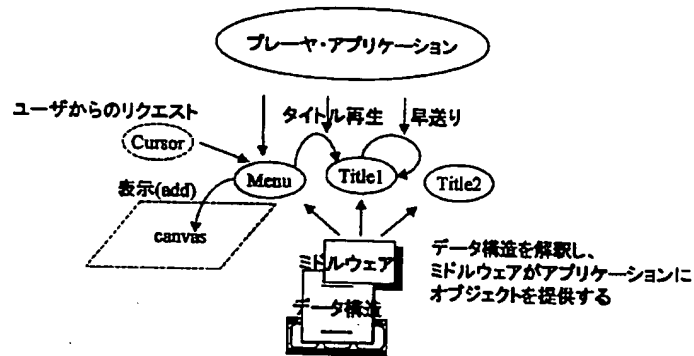 プレーヤ・アプリケーション
ユーザからのリクエスト
タイトル再生
早送り
Cursor
Menu
Title1
Title2
表示(add)
canvas
ミドルウェア
データ構造
データ構造を解釈し、
ミドルウェアがアプリケーションに
オブジェクトを提供する